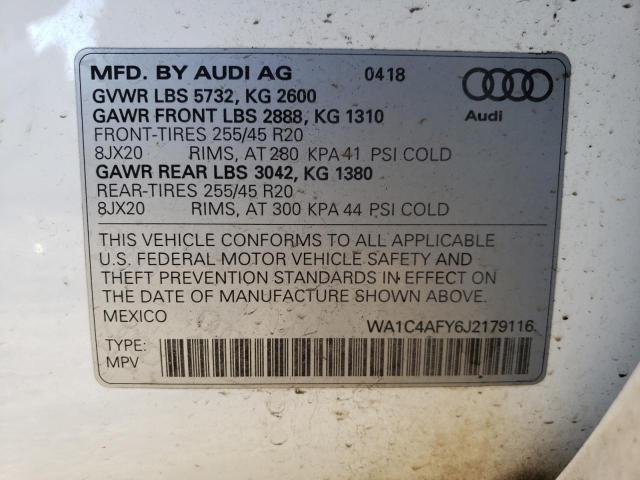 MFD. BY AUDI AG 0418
GVWR LBS 5732, KG 2600
GAWR FRONT LBS 2888, KG 1310
Audi
FRONT-TIRES 255/45 R20
8JX20 RIMS, AT 280 KPA 41 PSI COLD
GAWR REAR LBS 3042, KG 1380
REAR-TIRES 255/45 R20
8JX20 RIMS, AT 300 KPA 44 PSI COLD
THIS VEHICLE CONFORMS TO ALL APPLICABLE
U.S. FEDERAL MOTOR VEHICLE SAFETY AND
THEFT PREVENTION STANDARDS IN EFFECT ON
THE DATE OF MANUFACTURE SHOWN ABOVE.
MEXICO WA1C4AFY6J2179116
TYPE:
MPV